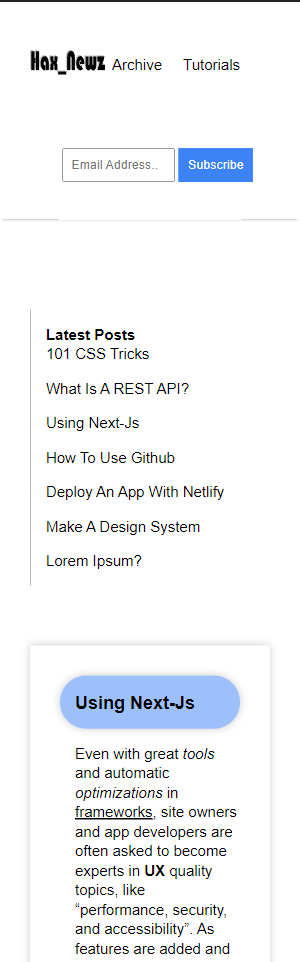 Hax_Newz Archive Tutorials
Email Address.. Subscribe
Latest Posts
101 CSS Tricks
What Is A REST API?
Using Next-Js
How To Use Github
Deploy An App With Netlify
Make A Design System
Lorem Ipsum?
Using Next-Js
Even with great tools
and automatic
optimizations in
frameworks, site owners
and app developers are
often asked to become
experts in UX quality
topics, like
“performance, security,
and accessibility”. As
features are added and